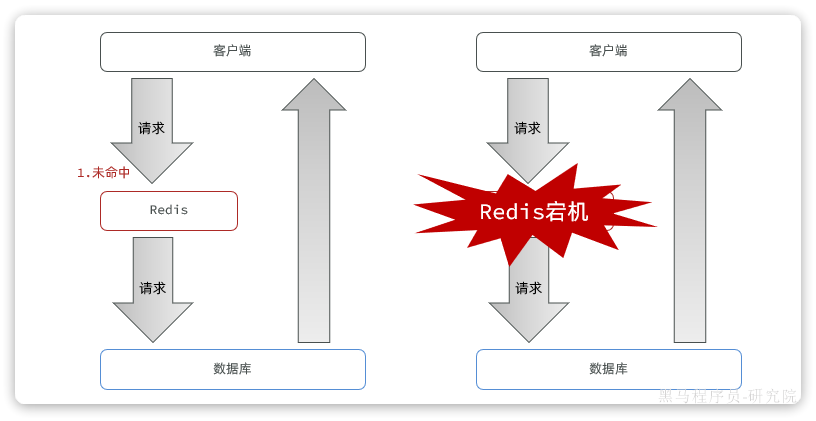 客户端
请求
1.未命中
Redis
请求
数据库
客户端
请求
Redis宕机
请求
数据库
黑马程序员-研究院